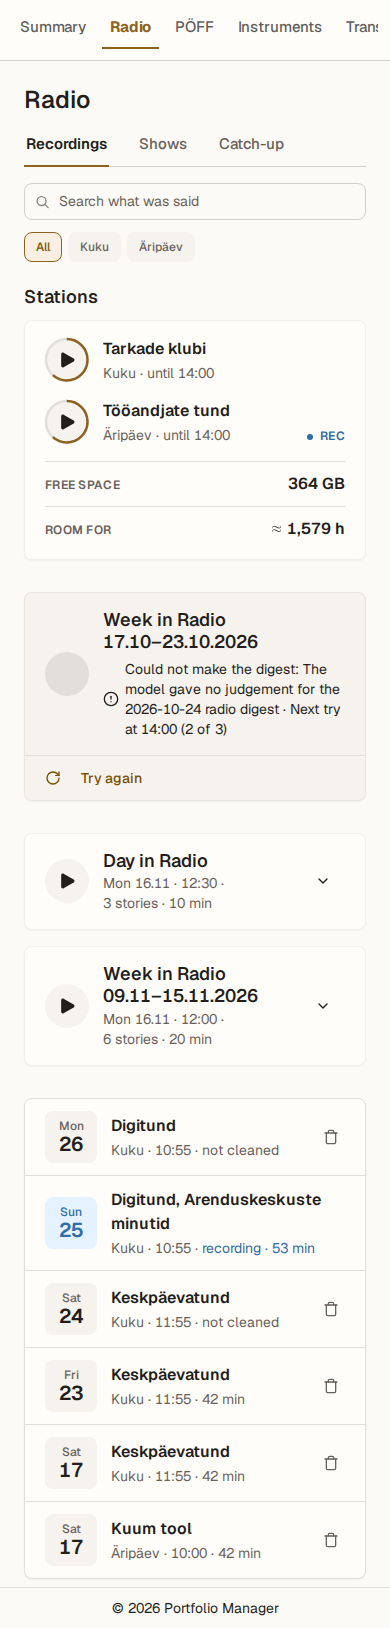 Summary Radio PÖFF Instruments Trans
Radio
Recordings Shows Catch-up
Search what was said
All Kuku Äripäev
Stations
Tarkade klubi
Kuku · until 14:00
Tööandjate tund
Äripäev · until 14:00 REC
FREE SPACE 364 GB
ROOM FOR ≈ 1,579 h
Week in Radio
17.10–23.10.2026
Could not make the digest: The
model gave no judgement for the
2026-10-24 radio digest · Next try
at 14:00 (2 of 3)
Try again
Day in Radio
Mon 16.11 · 12:30 ·
3 stories · 10 min
Week in Radio
09.11–15.11.2026
Mon 16.11 · 12:00 ·
6 stories · 20 min
Mon
26
Digitund
Kuku · 10:55 · not cleaned
Sun
25
Digitund, Arenduskeskuste
minutid
Kuku · 10:55 · recording · 53 min
Sat
24
Keskpäevatund
Kuku · 11:55 · not cleaned
Fri
23
Keskpäevatund
Kuku · 11:55 · 42 min
Sat
17
Keskpäevatund
Kuku · 11:55 · 42 min
Sat
17
Kuum tool
Äripäev · 10:00 · 42 min
© 2026 Portfolio Manager